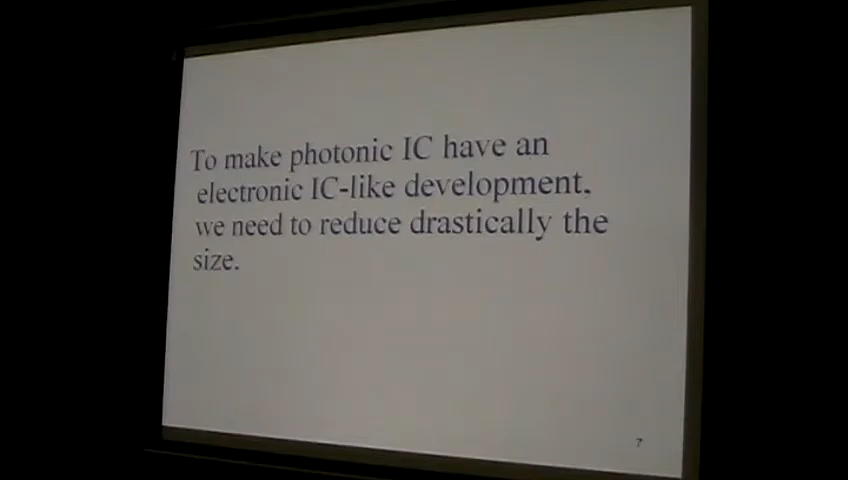 To make photonic IC have an
electronic IC-like development,
we need to reduce drastically the
size.
7